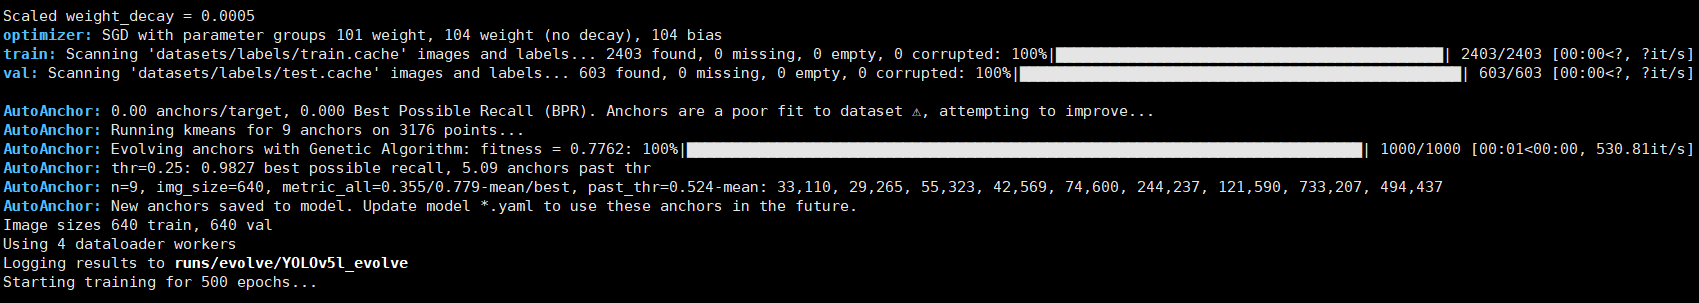 Scaled weight_decay = 0.0005
optimizer: SGD with parameter groups 101 weight, 104 weight (no decay), 104 bias
train: Scanning 'datasets/labels/train.cache' images and labels... 2403 found, 0 missing, 0 empty, 0 corrupted: 100%|██████████| 2403/2403 [00:00<?, ?it/s]
val: Scanning 'datasets/labels/test.cache' images and labels... 603 found, 0 missing, 0 empty, 0 corrupted: 100%|██████████| 603/603 [00:00<?, ?it/s]
AutoAnchor: 0.00 anchors/target, 0.000 Best Possible Recall (BPR). Anchors are a poor fit to dataset ⚠, attempting to improve...
AutoAnchor: Running kmeans for 9 anchors on 3176 points...
AutoAnchor: Evolving anchors with Genetic Algorithm: fitness = 0.7762: 100%|██████████| 1000/1000 [00:01<00:00, 530.81it/s]
AutoAnchor: thr=0.25: 0.9827 best possible recall, 5.09 anchors past thr
AutoAnchor: n=9, img_size=640, metric_all=0.355/0.779-mean/best, past_thr=0.524-mean: 33,110, 29,265, 55,323, 42,569, 74,600, 244,237, 121,590, 733,207, 494,437
AutoAnchor: New anchors saved to model. Update model *.yaml to use these anchors in the future.
Image sizes 640 train, 640 val
Using 4 dataloader workers
Logging results to runs/evolve/YOLOv5l_evolve
Starting training for 500 epochs...